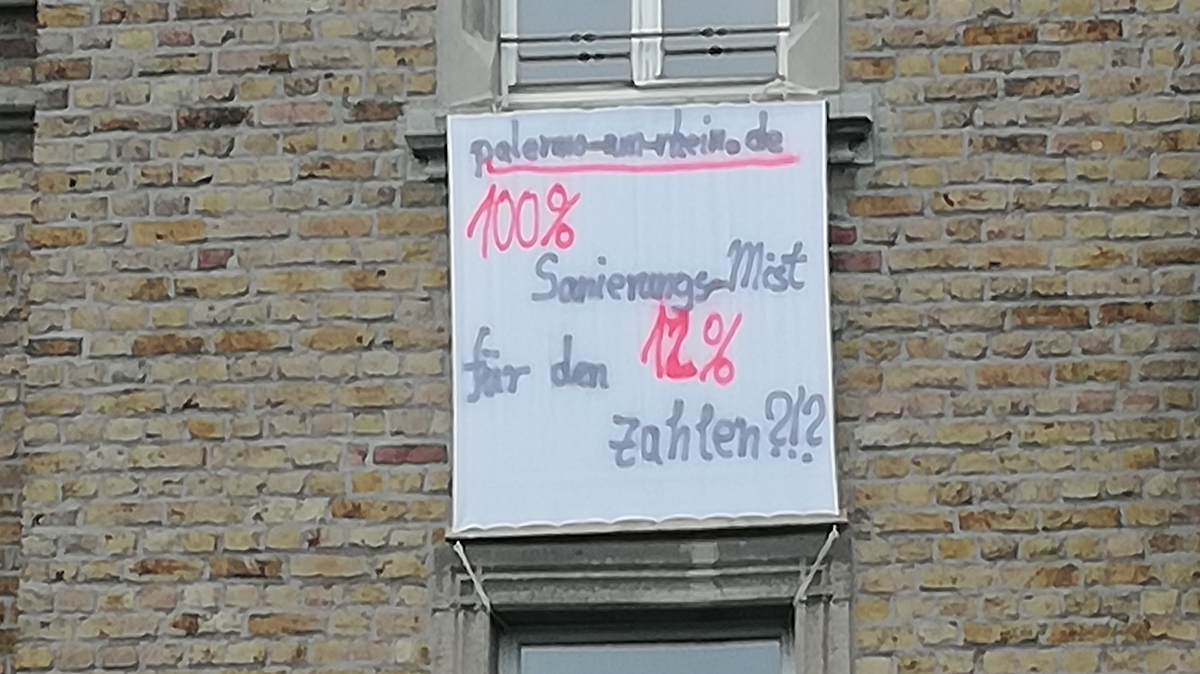 palermo-am-rhein.de
100%
Sanierungs-Mist
für den 12%
zahlen?!?